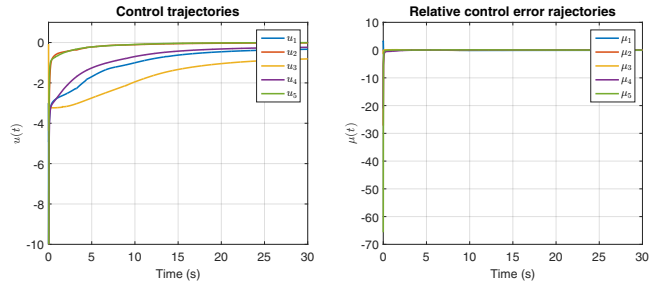 Control trajectories
0
-2
-4
-6
-8
-10
u(t)
0 5 10 15 20 25 30
Time (s)
u1
u2
u3
u4
u5
Relative control error rajectories
10
0
-10
-20
-30
-40
-50
-60
-70
μ(t)
0 5 10 15 20 25 30
Time (s)
μ1
μ2
μ3
μ4
μ5